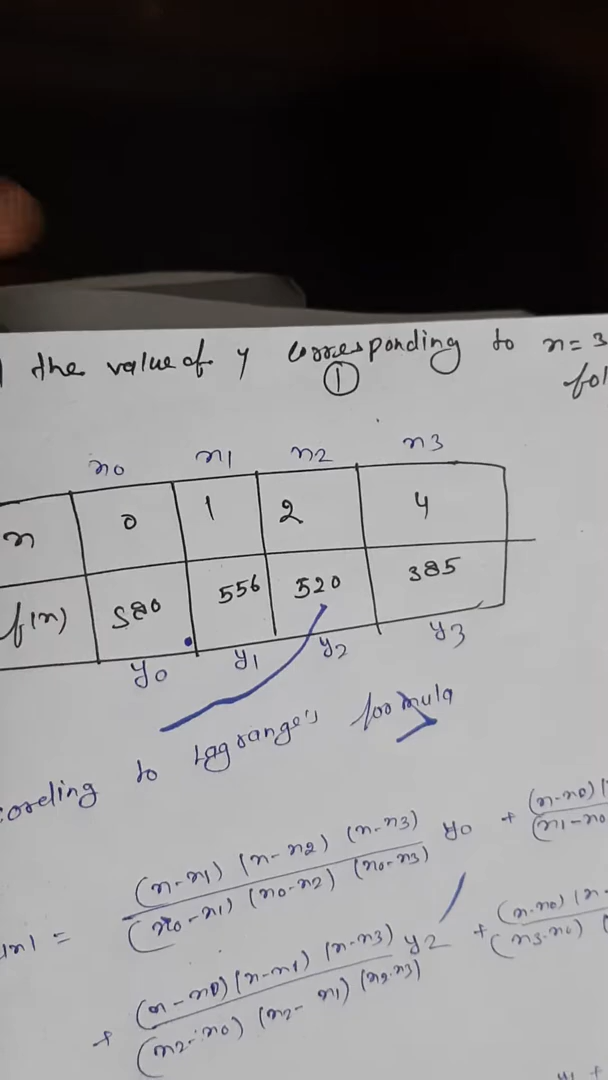 the value of y corresponding to x = 3
①
x0 x1 x2 x3
x 0 1 2 4
f(x) 580 556 520 385
y0 y1 y2 y3
to Lagrange's formula
= (x-x1) (x-x2) (x-x3) / (x0-x1) (x0-x2) (x0-x3) y0 + (x-x0) / (x1-x0
+ (x-x0) (x-x1) (x-x3) / (x2-x0) (x2-x1) (x2-x3) y2 + (x-x0) (x- / (x3-x0) (